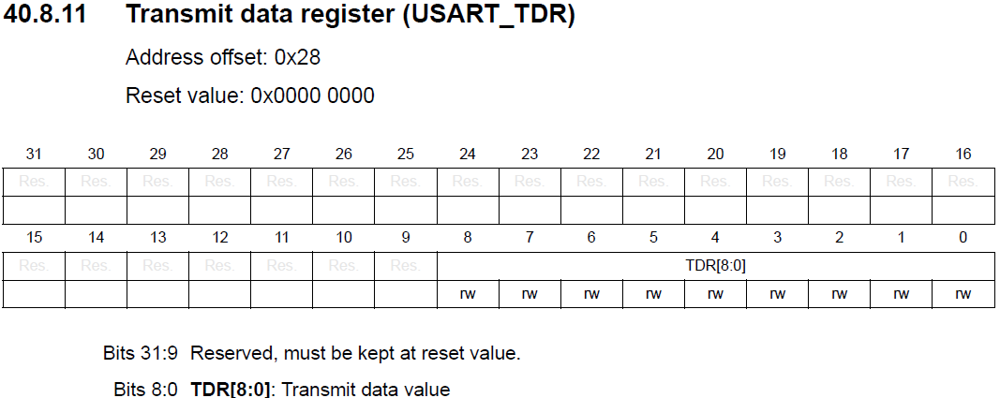 40.8.11 Transmit data register (USART_TDR)
Address offset: 0x28
Reset value: 0x0000 0000
31 30 29 28 27 26 25 24 23 22 21 20 19 18 17 16
Res. Res. Res. Res. Res. Res. Res. Res. Res. Res. Res. Res. Res. Res. Res. Res.
15 14 13 12 11 10 9 8 7 6 5 4 3 2 1 0
Res. Res. Res. Res. Res. Res. Res. TDR[8:0]
rw rw rw rw rw rw rw rw rw
Bits 31:9 Reserved, must be kept at reset value.
Bits 8:0 TDR[8:0]: Transmit data value